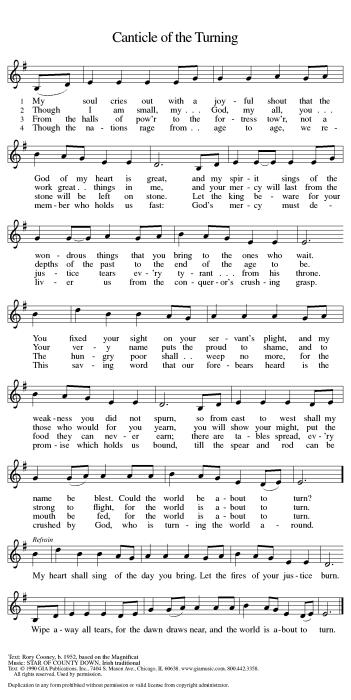 Canticle of the Turning
1 My soul cries out with a joy - ful shout that the
2 Though I am small, my . . . God, my all, you . . .
3 From the halls of pow'r to the for - tress tow'r, not a
4 Though the na - tions rage from . . age to age, we re -
God of my heart is great, and my spir - it sings of the
work great . . things in me, and your mer - cy will last from the
stone will be left on stone. Let the king be - ware for your
mem - ber who holds us fast: God's mer - cy must de -
won - drous things that you bring to the ones who wait.
depths of the past to the end of the age to be.
jus - tice tears ev - 'ry ty - rant . . . from his throne.
liv - er us from the con - quer - or's crush - ing grasp.
You fixed your sight on your ser - vant's plight, and my
Your ver - y name puts the proud to shame, and to
The hun - gry poor shall . . weep no more, for the
This sav - ing word that our fore - bears heard is the
weak - ness you did not spurn, so from east to west shall my
those who would for you yearn, you will show your might, put the
food they can nev - er earn; there are ta - bles spread, ev - 'ry
prom - ise which holds us bound, till the spear and rod can be
name be blest. Could the world be a - bout to turn?
strong to flight, for the world is a - bout to turn.
mouth be fed, for the world is a - bout to turn.
crushed by God, who is turn - ing the world a - round.
Refrain
My heart shall sing of the day you bring. Let the fires of your jus - tice burn.
Wipe a - way all tears, for the dawn draws near, and the world is a - bout to turn.
Text: Rory Cooney, b. 1952, based on the Magnificat
Music: STAR OF COUNTY DOWN, Irish traditional
Text © 1990 GIA Publications, Inc., 7404 S. Mason Ave., Chicago, IL 60638. www.giamusic.com. 800.442.3358.
All rights reserved. Used by permission.
Duplication in any form prohibited without permission or valid license from copyright administrator.